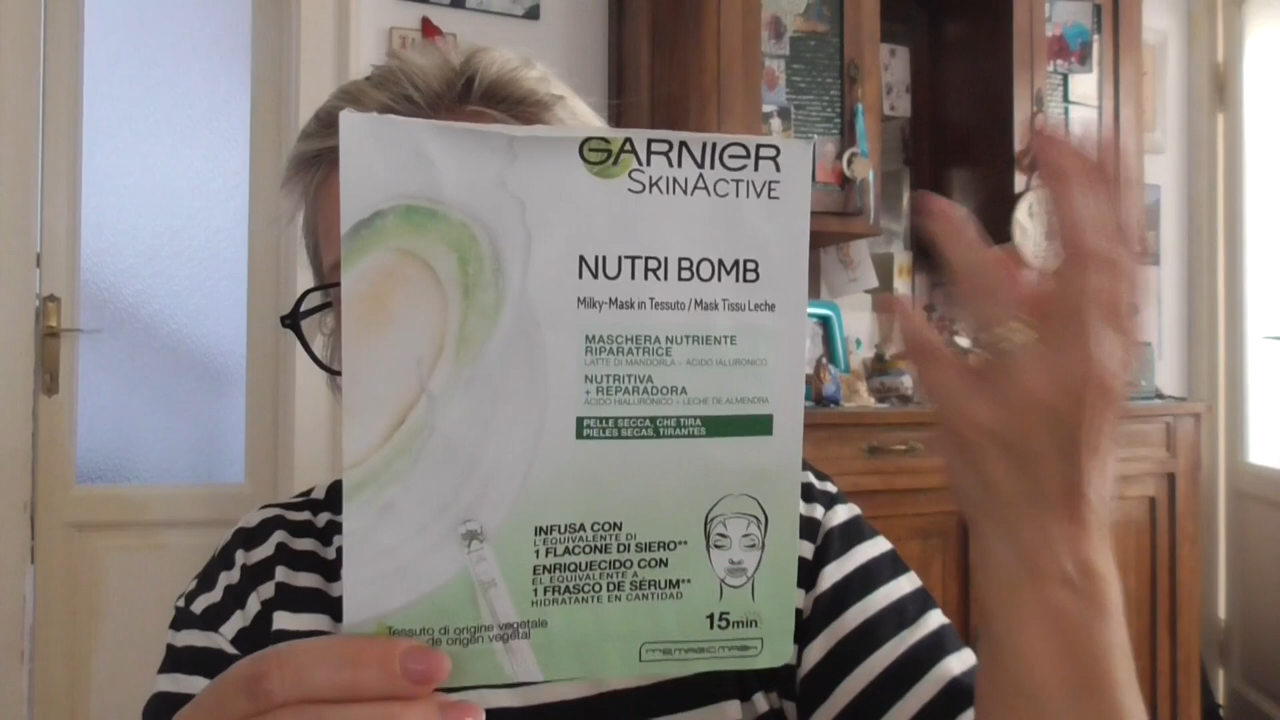 GARNIER
SKINACTIVE
NUTRI BOMB
Milky-Mask in Tessuto / Mask Tissu Leche
MASCHERA NUTRIENTE
RIPARATRICE
LATTE DI MANDORLA + ACIDO IALURONICO
NUTRITIVA
+ REPARADORA
ÁCIDO HIALURÓNICO + LECHE DE ALMENDRA
PELLE SECCA, CHE TIRA
PIELES SECAS, TIRANTES
INFUSA CON
L'EQUIVALENTE DI
1 FLACONE DI SIERO**
ENRIQUECIDO CON
EL EQUIVALENTE A
1 FRASCO DE SÉRUM**
HIDRATANTE EN CANTIDAD
15min
Tessuto di origine vegetale
de origen vegetal